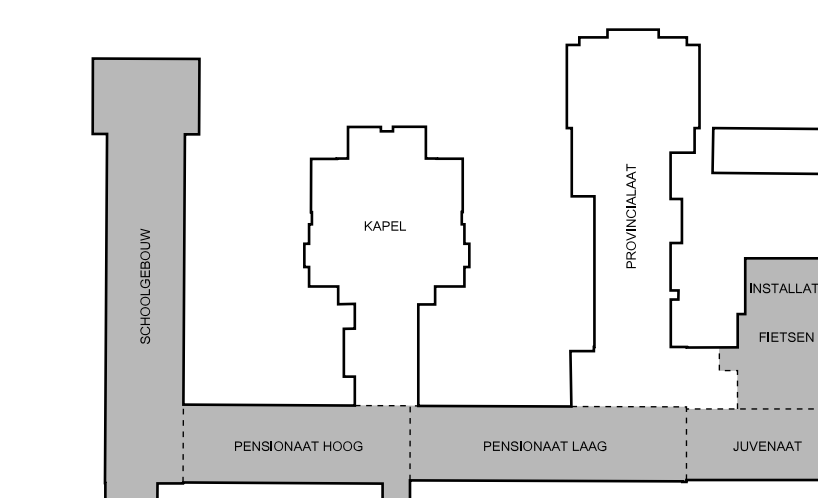 PROVINCIALAAT
KAPEL
SCHOOLGEBOUW
INSTALLAT
FIETSEN
PENSIONAAT HOOG
PENSIONAAT LAAG
JUVENAAT